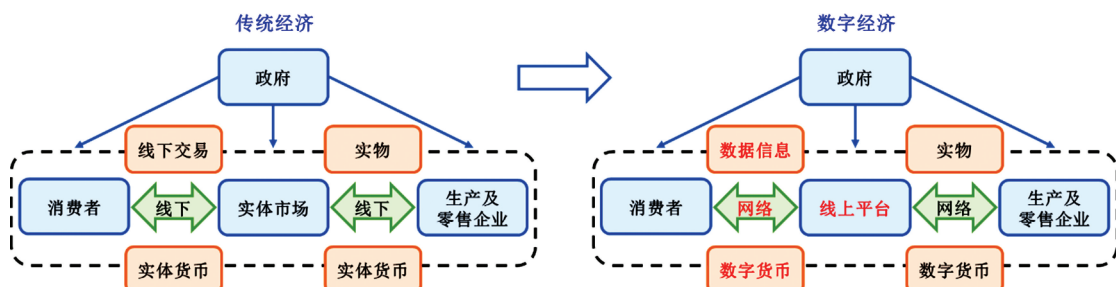 传统经济
政府
线下交易
实物
消费者
线下
实体市场
线下
生产及
零售企业
实体货币
实体货币
数字经济
政府
数据信息
实物
消费者
网络
线上平台
网络
生产及
零售企业
数字货币
数字货币